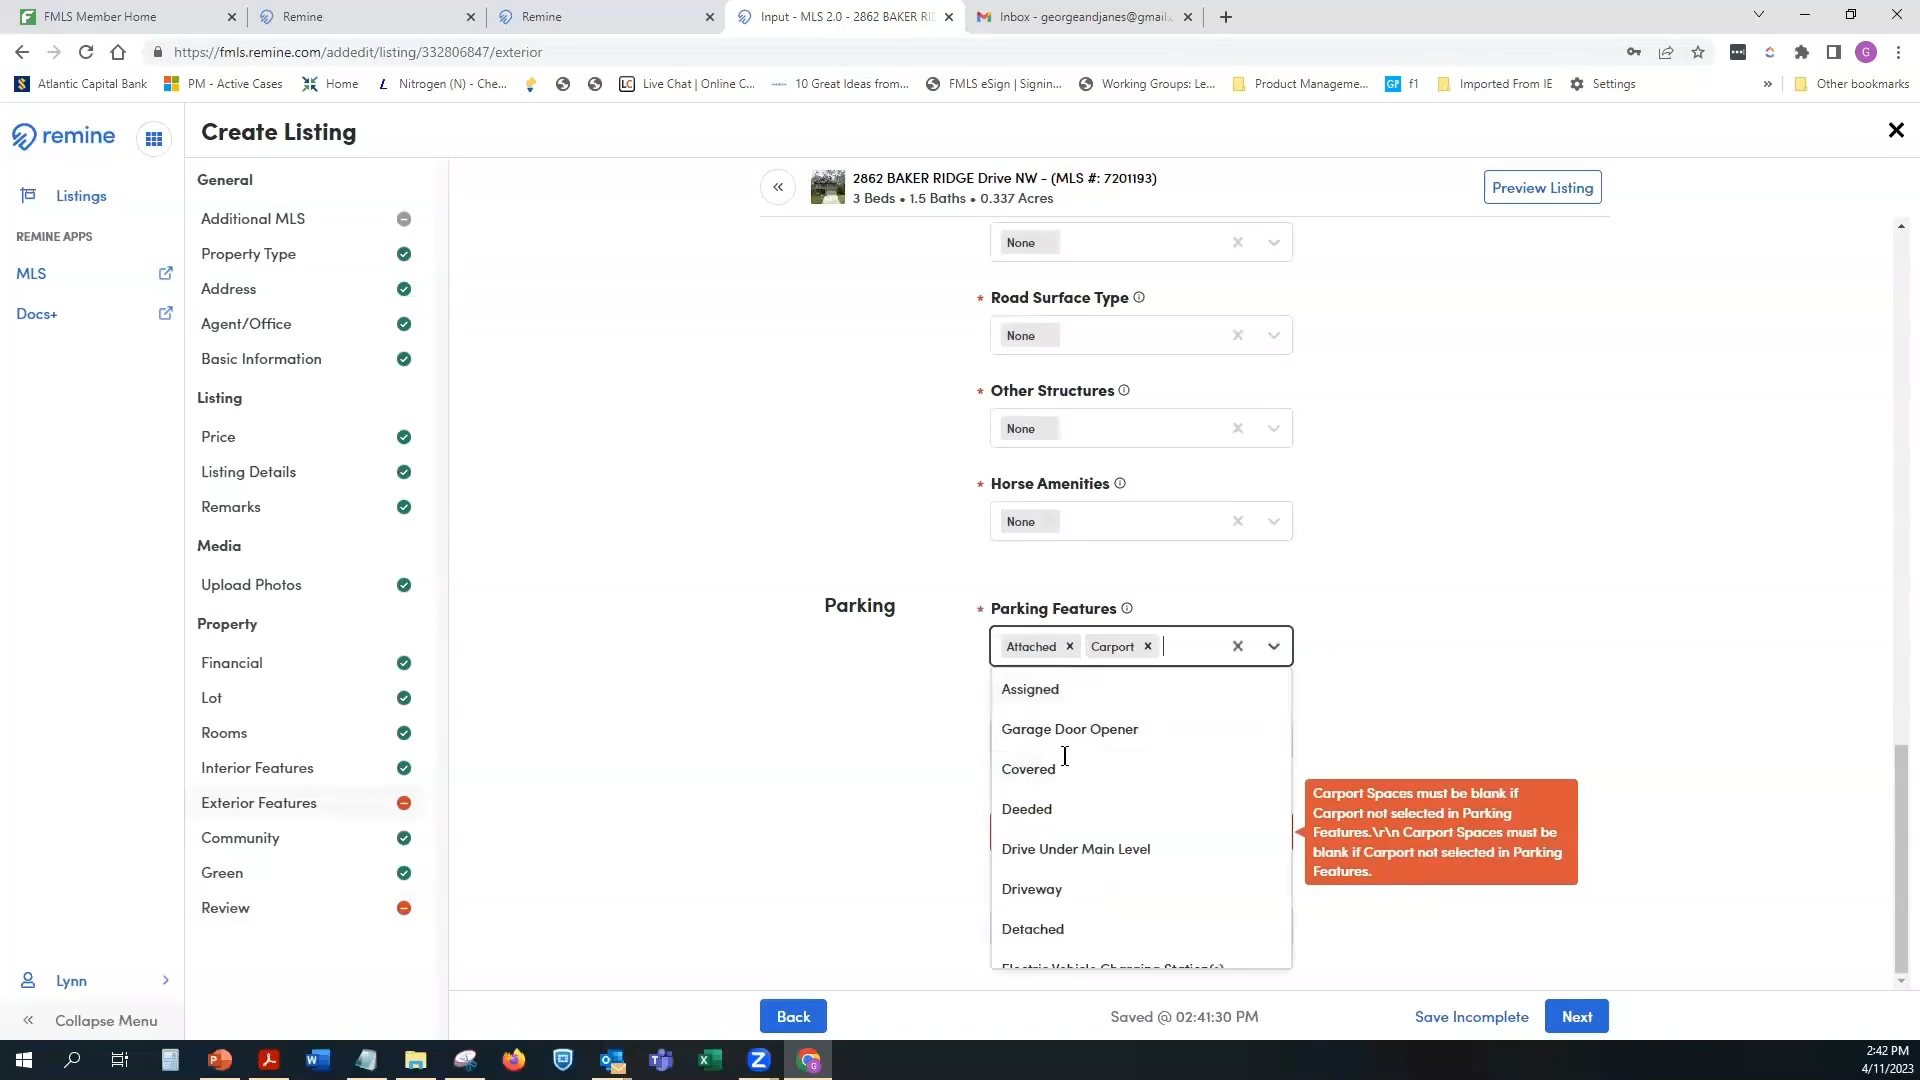 FMLS Member Home
Remine
Remine
Input - MLS 2.0 - 2862 BAKER RI
Inbox - georgeandjanes@gmail.
https://fmls.remine.com/addedit/listing/332806847/exterior
G
Atlantic Capital Bank
PM - Active Cases
Home
Nitrogen (N) - Che...
LC Live Chat | Online C...
10 Great Ideas from...
FMLS eSign | Signin...
Working Groups: Le...
Product Manageme...
GP f1
Imported From IE
Settings
Other bookmarks
remine
Create Listing
Listings
REMINE APPS
MLS
Docs+
General
Additional MLS
Property Type
Address
Agent/Office
Basic Information
Listing
Price
Listing Details
Remarks
Media
Upload Photos
Property
Financial
Lot
Rooms
Interior Features
Exterior Features
Community
Green
Review
Lynn
Collapse Menu
2862 BAKER RIDGE Drive NW - (MLS #: 7201193)
3 Beds • 1.5 Baths • 0.337 Acres
Preview Listing
None
* Road Surface Type
None
* Other Structures
None
* Horse Amenities
None
Parking
* Parking Features
Attached Carport
Assigned
Garage Door Opener
Covered
Deeded
Drive Under Main Level
Driveway
Detached
Electric Vehicle Charging Station(s)
Carport Spaces must be blank if
Carport not selected in Parking
Features.\r\n Carport Spaces must be
blank if Carport not selected in Parking
Features.
Back
Saved @ 02:41:30 PM
Save Incomplete
Next
2:42 PM
4/11/2023